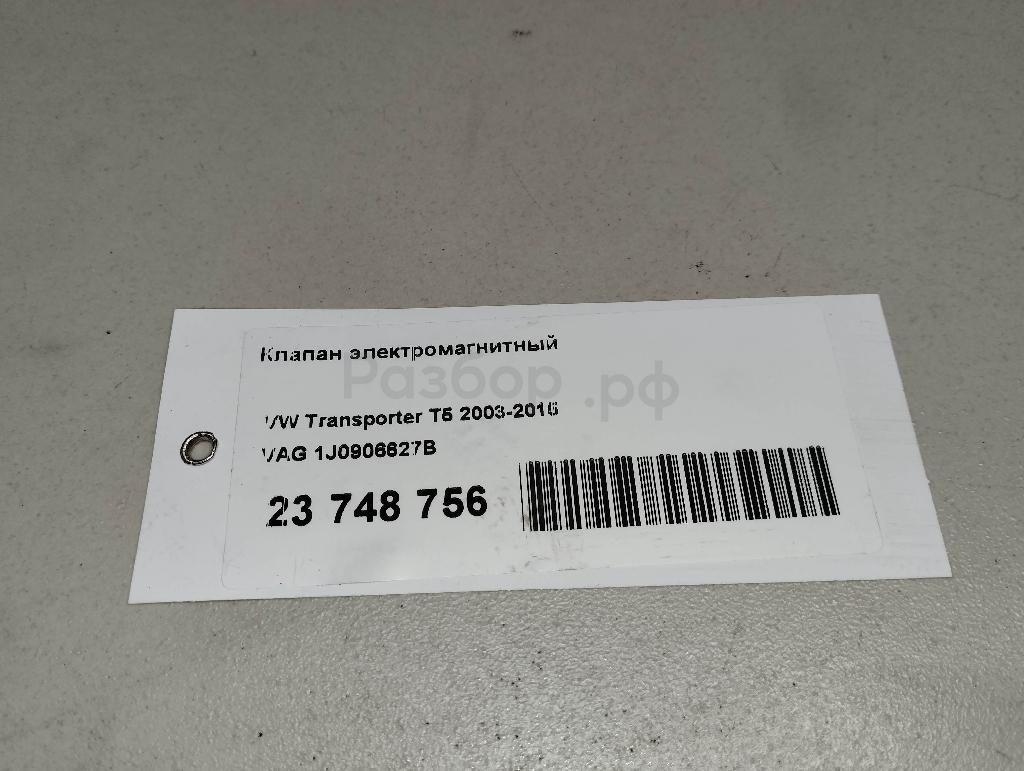 Клапан электромагнитный
Разбор.рф
VW Transporter T5 2003-2015
VAG 1J0906627B
23 748 756